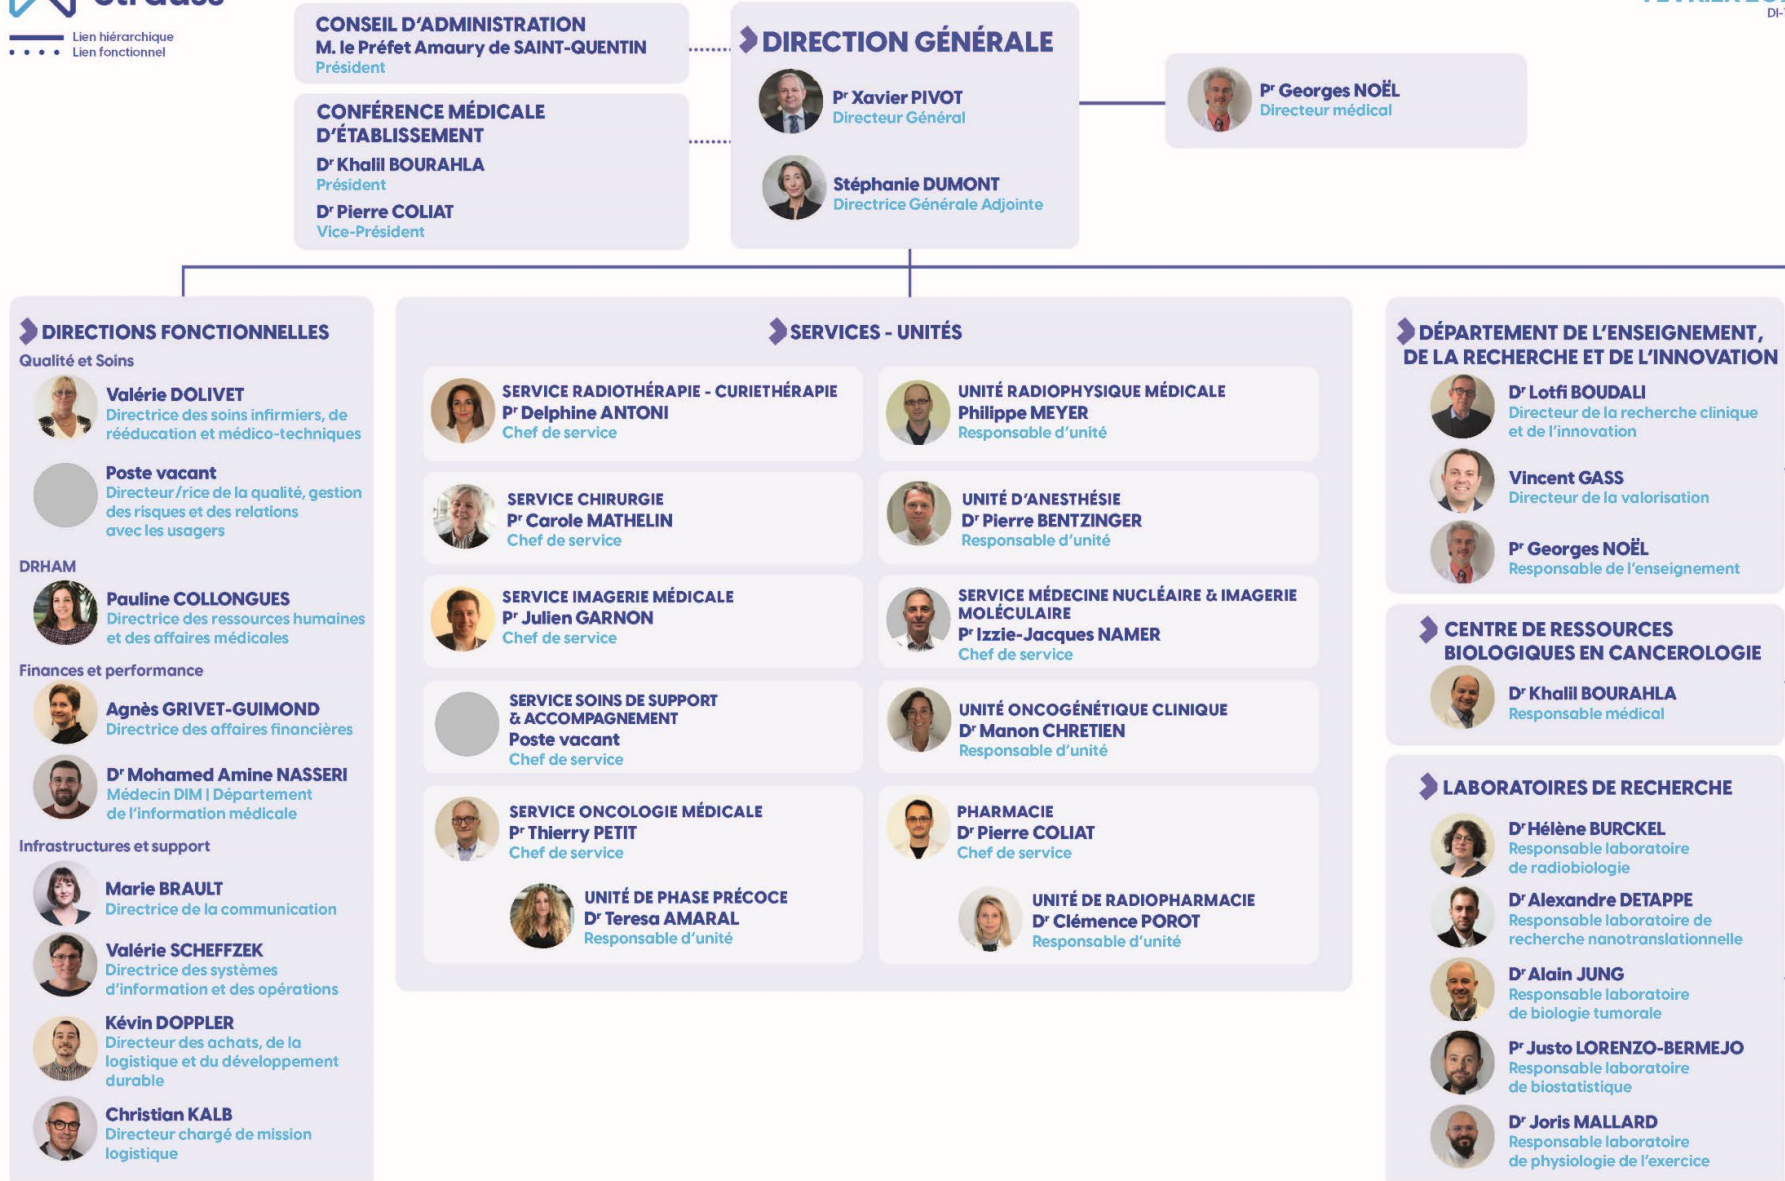 Lien hiérarchique
Lien fonctionnel
CONSEIL D'ADMINISTRATION
M. le Préfet Amaury de SAINT-QUENTIN
Président
CONFÉRENCE MÉDICALE
D'ÉTABLISSEMENT
Dr Khalil BOURAHLA
Président
Dr Pierre COLIAT
Vice-Président
DIRECTION GÉNÉRALE
Pr Xavier PIVOT
Directeur Général
Stéphanie DUMONT
Directrice Générale Adjointe
Pr Georges NOËL
Directeur médical
DIRECTIONS FONCTIONNELLES
Qualité et Soins
Valérie DOLIVET
Directrice des soins infirmiers, de
rééducation et médico-techniques
Poste vacant
Directeur/rice de la qualité, gestion
des risques et des relations
avec les usagers
DRHAM
Pauline COLLONGUES
Directrice des ressources humaines
et des affaires médicales
Finances et performance
Agnès GRIVET-GUIMOND
Directrice des affaires financières
Dr Mohamed Amine NASSERI
Médecin DIM | Département
de l'information médicale
Infrastructures et support
Marie BRAULT
Directrice de la communication
Valérie SCHEFFZEK
Directrice des systèmes
d'information et des opérations
Kévin DOPPLER
Directeur des achats, de la
logistique et du développement
durable
Christian KALB
Directeur chargé de mission
logistique
SERVICES - UNITÉS
SERVICE RADIOTHÉRAPIE - CURIETHÉRAPIE
Pr Delphine ANTONI
Chef de service
SERVICE CHIRURGIE
Pr Carole MATHELIN
Chef de service
SERVICE IMAGERIE MÉDICALE
Pr Julien GARNON
Chef de service
SERVICE SOINS DE SUPPORT
& ACCOMPAGNEMENT
Poste vacant
Chef de service
SERVICE ONCOLOGIE MÉDICALE
Pr Thierry PETIT
Chef de service
UNITÉ DE PHASE PRÉCOCE
Dr Teresa AMARAL
Responsable d'unité
UNITÉ RADIOPHYSIQUE MÉDICALE
Philippe MEYER
Responsable d'unité
UNITÉ D'ANESTHÉSIE
Dr Pierre BENTZINGER
Responsable d'unité
SERVICE MÉDECINE NUCLÉAIRE & IMAGERIE
MOLÉCULAIRE
Pr Izzie-Jacques NAMER
Chef de service
UNITÉ ONCOGÉNÉTIQUE CLINIQUE
Dr Manon CHRETIEN
Responsable d'unité
PHARMACIE
Dr Pierre COLIAT
Chef de service
UNITÉ DE RADIOPHARMACIE
Dr Clémence POROT
Responsable d'unité
DÉPARTEMENT DE L'ENSEIGNEMENT,
DE LA RECHERCHE ET DE L'INNOVATION
Dr Lotfi BOUDALI
Directeur de la recherche clinique
et de l'innovation
Vincent GASS
Directeur de la valorisation
Pr Georges NOËL
Responsable de l'enseignement
CENTRE DE RESSOURCES
BIOLOGIQUES EN CANCEROLOGIE
Dr Khalil BOURAHLA
Responsable médical
LABORATOIRES DE RECHERCHE
Dr Hélène BURCKEL
Responsable laboratoire
de radiobiologie
Dr Alexandre DETAPPE
Responsable laboratoire de
recherche nanotranslationnelle
Dr Alain JUNG
Responsable laboratoire
de biologie tumorale
Pr Justo LORENZO-BERMEJO
Responsable laboratoire
de biostatistique
Dr Joris MALLARD
Responsable laboratoire
de physiologie de l'exercice